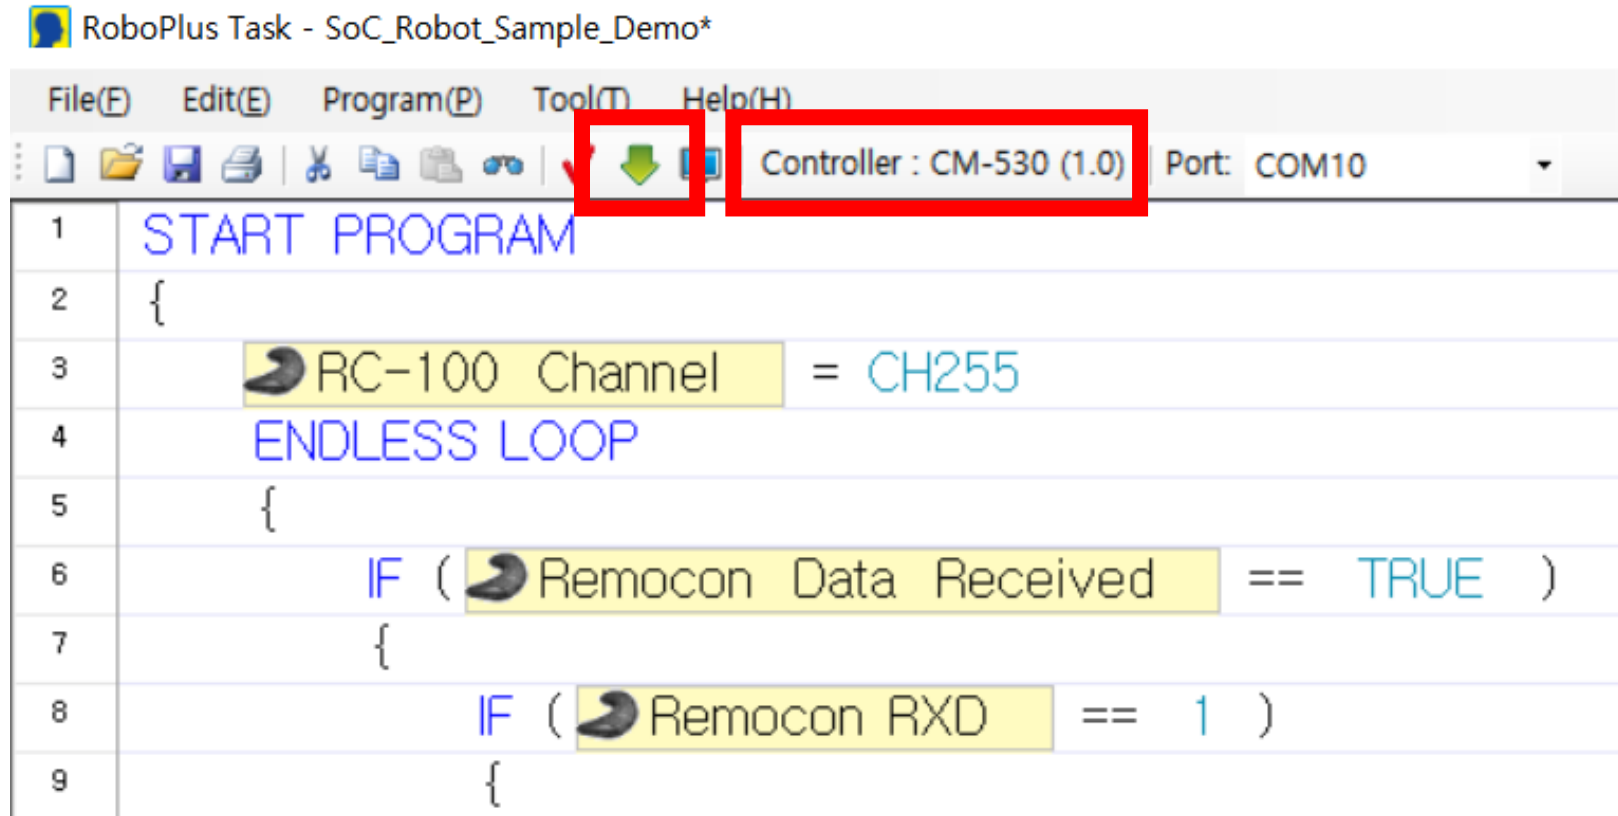 RoboPlus Task - SoC_Robot_Sample_Demo*
File(F) Edit(E) Program(P) Tool(T) Help(H)
Controller : CM-530 (1.0) Port: COM10
1 START PROGRAM
2 {
3 RC-100 Channel = CH255
4 ENDLESS LOOP
5 {
6 IF ( Remocon Data Received == TRUE )
7 {
8 IF ( Remocon RXD == 1 )
9 {